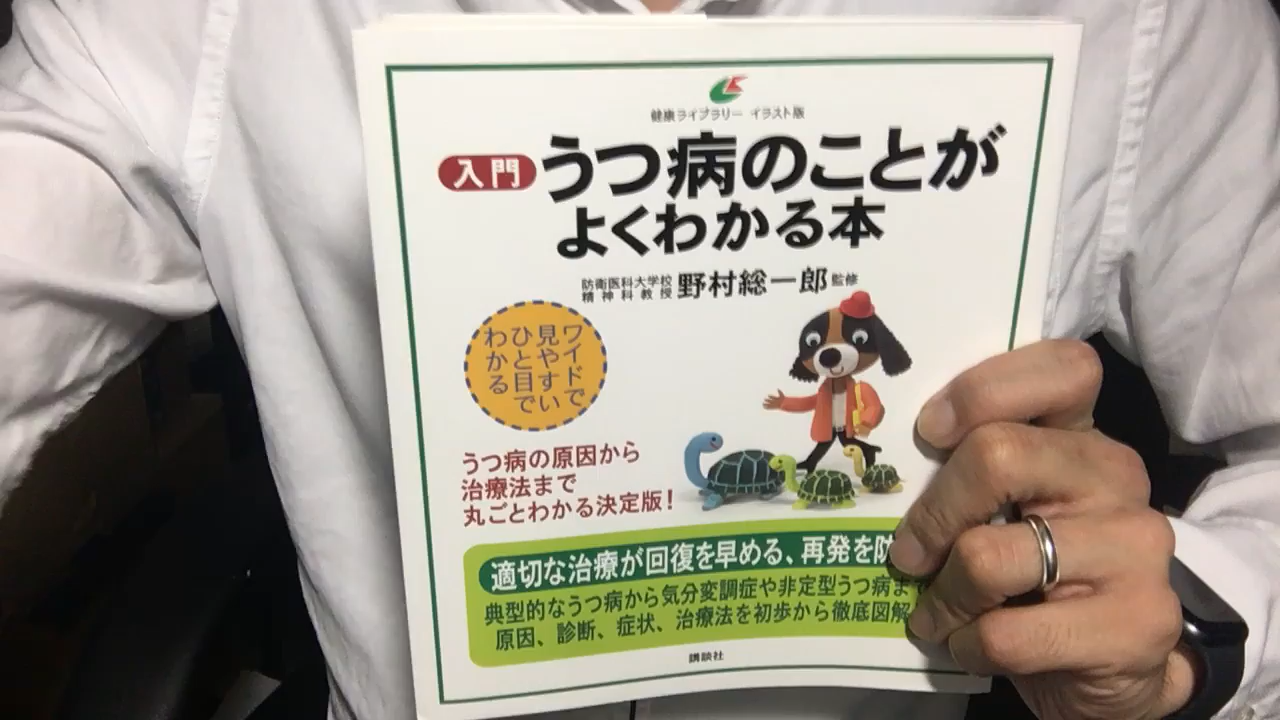 健康ライブラリー イラスト版
入門 うつ病のことが
よくわかる本
防衛医科大学校
精神科教授
野村総一郎 監修
ワイドで
見やすい
ひと目で
わかる
うつ病の原因から
治療法まで
丸ごとわかる決定版!
適切な治療が回復を早める、再発を防
典型的なうつ病から気分変調症や非定型うつ病ま
原因、診断、症状、治療法を初歩から徹底図解
講談社